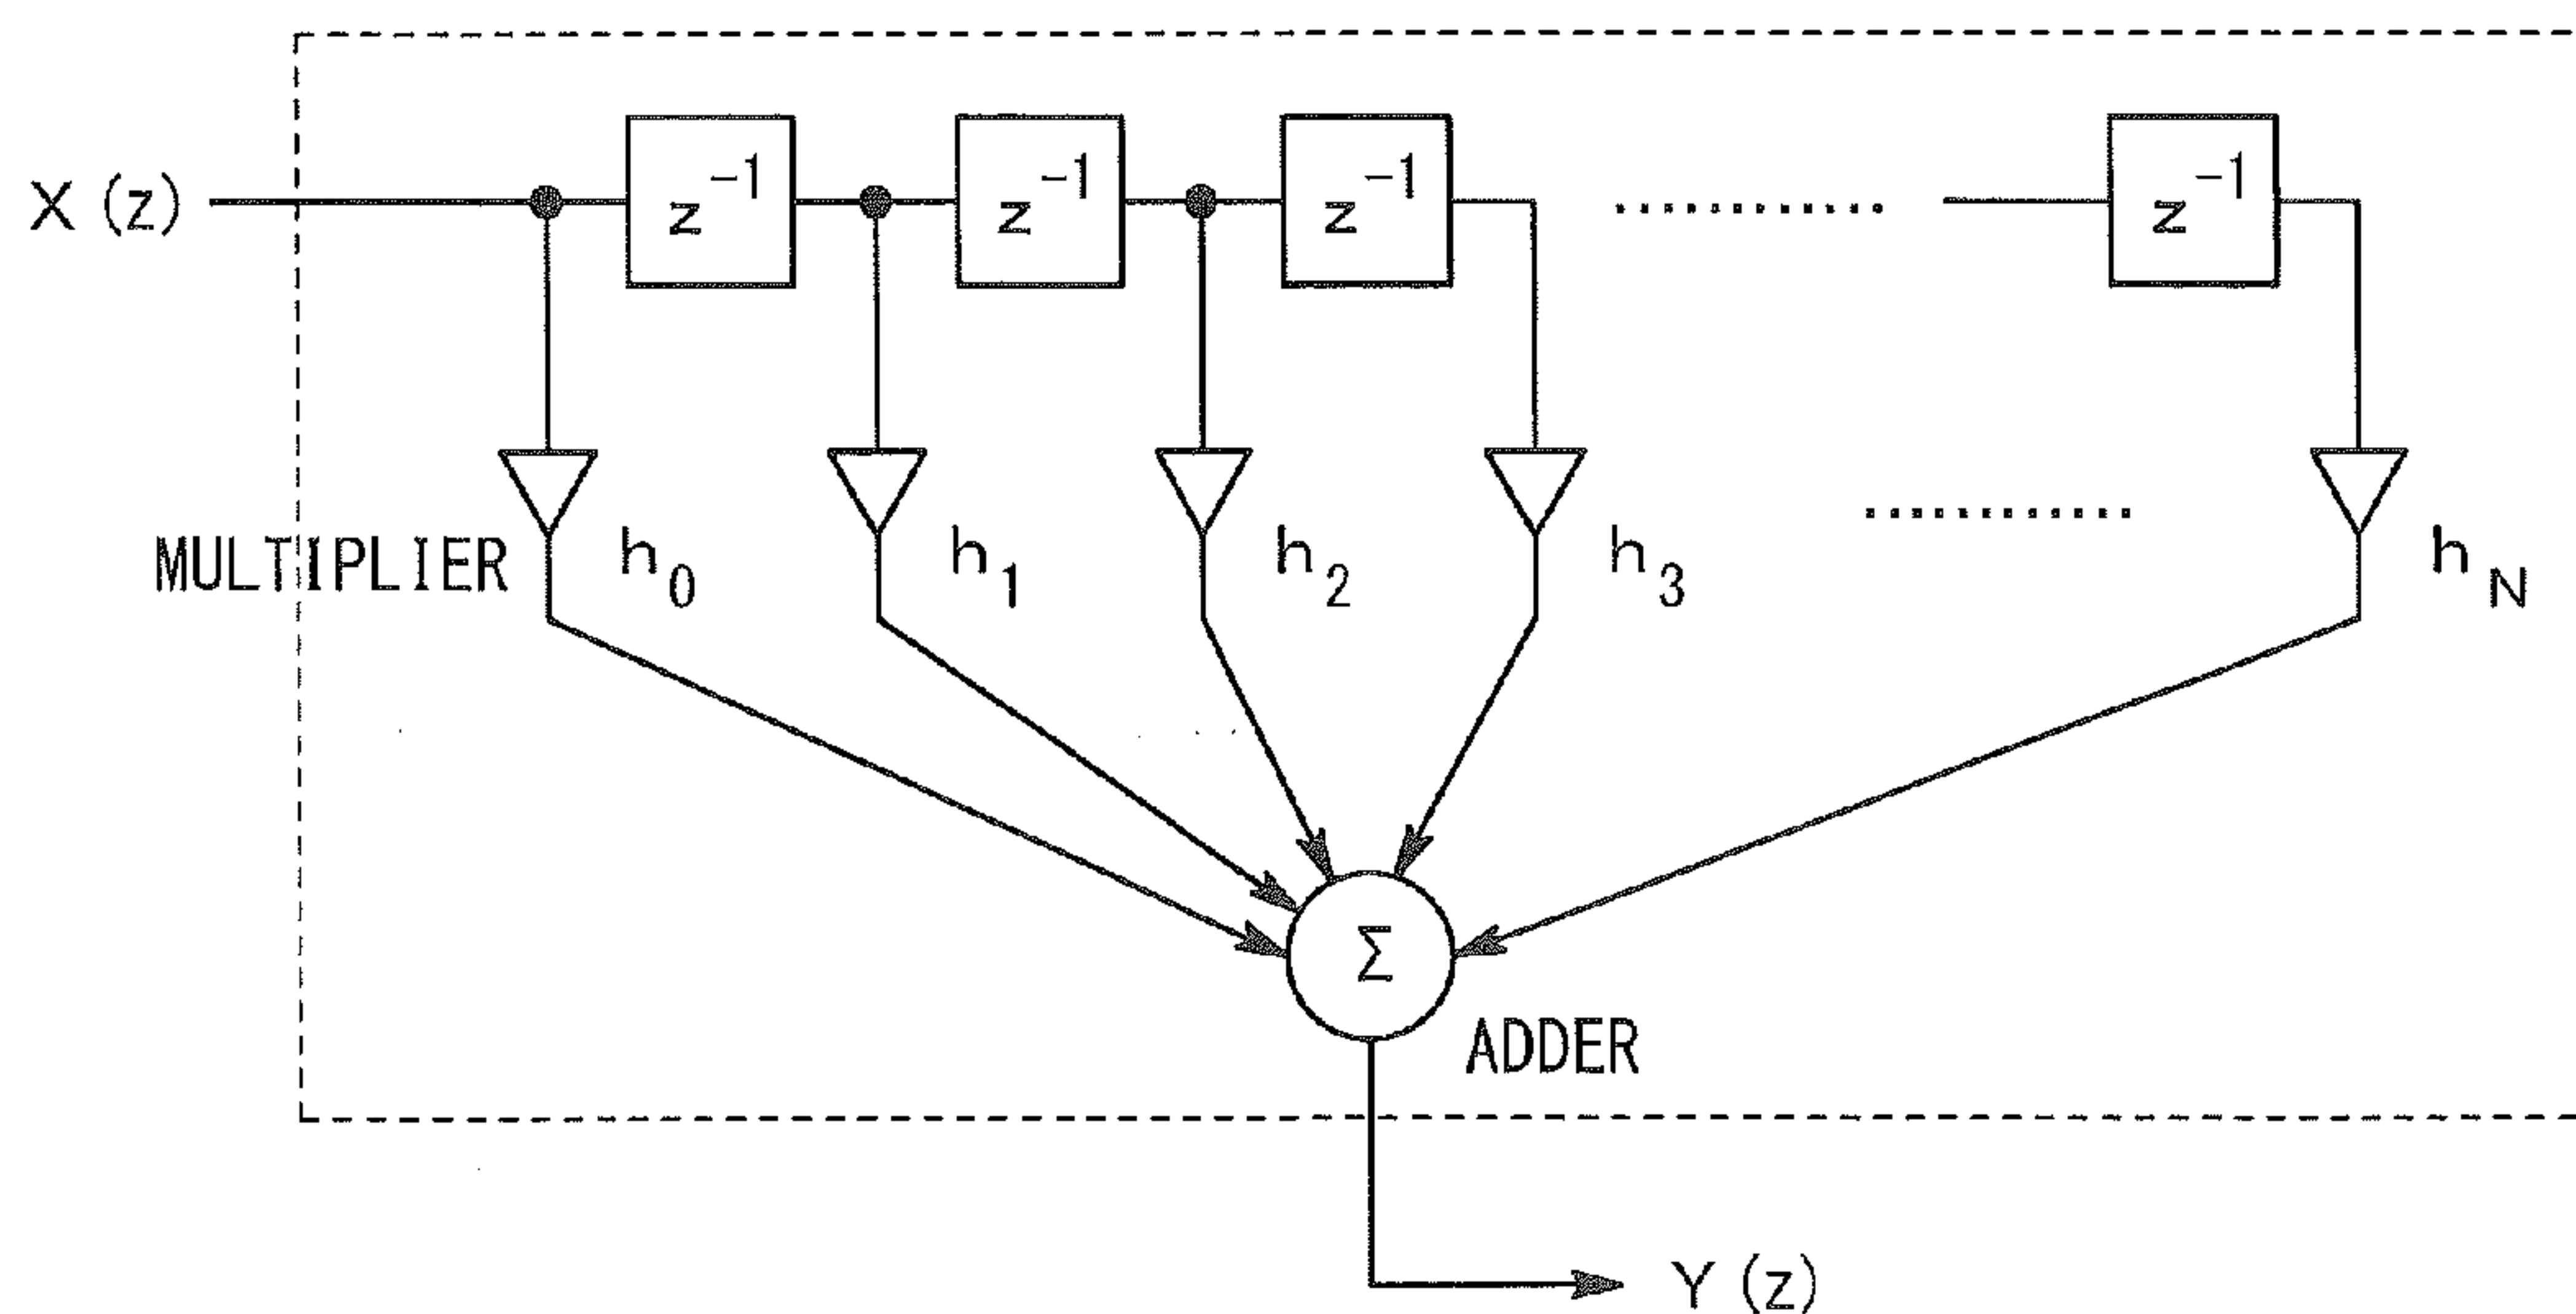 X (z)
z⁻¹
z⁻¹
z⁻¹
z⁻¹
MULTIPLIER
h₀
h₁
h₂
h₃
h_N
Σ
ADDER
Y (z)